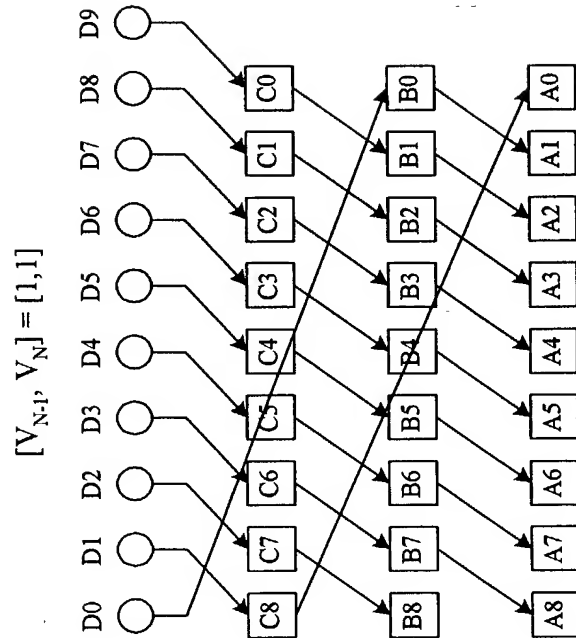 [V_{N-1}, V_N] = [1,1]
D0 D1 D2 D3 D4 D5 D6 D7 D8 D9
C8 C7 C6 C5 C4 C3 C2 C1 C0
B8 B7 B6 B5 B4 B3 B2 B1 B0
A8 A7 A6 A5 A4 A3 A2 A1 A0